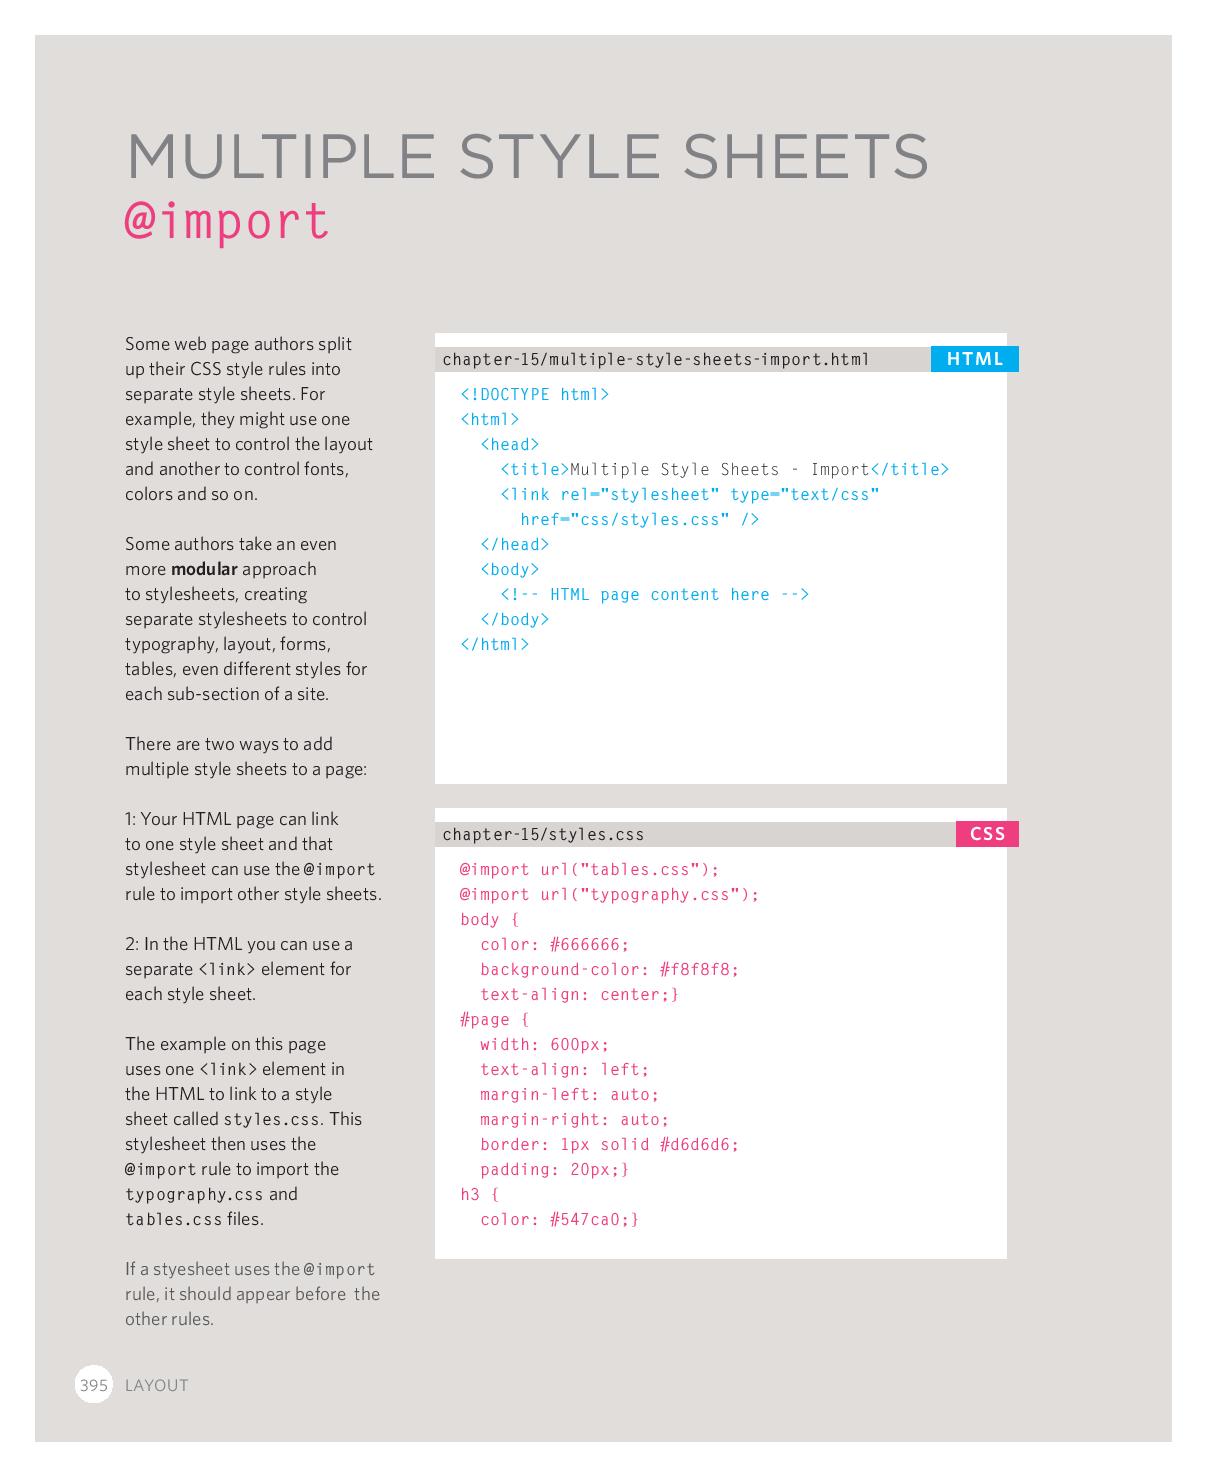 MULTIPLE STYLE SHEETS
@import
Some web page authors split
up their CSS style rules into
separate style sheets. For
example, they might use one
style sheet to control the layout
and another to control fonts,
colors and so on.
Some authors take an even
more modular approach
to stylesheets, creating
separate stylesheets to control
typography, layout, forms,
tables, even different styles for
each sub-section of a site.
There are two ways to add
multiple style sheets to a page:
1: Your HTML page can link
to one style sheet and that
stylesheet can use the @import
rule to import other style sheets.
2: In the HTML you can use a
separate <link> element for
each style sheet.
The example on this page
uses one <link> element in
the HTML to link to a style
sheet called styles.css. This
stylesheet then uses the
@import rule to import the
typography.css and
tables.css files.
If a styesheet uses the @import
rule, it should appear before the
other rules.
chapter-15/multiple-style-sheets-import.html HTML
<!DOCTYPE html>
<html>
  <head>
    <title>Multiple Style Sheets - Import</title>
    <link rel="stylesheet" type="text/css"
      href="css/styles.css" />
  </head>
  <body>
    <!-- HTML page content here -->
  </body>
</html>
chapter-15/styles.css CSS
@import url("tables.css");
@import url("typography.css");
body {
  color: #666666;
  background-color: #f8f8f8;
  text-align: center;}
#page {
  width: 600px;
  text-align: left;
  margin-left: auto;
  margin-right: auto;
  border: 1px solid #d6d6d6;
  padding: 20px;}
h3 {
  color: #547ca0;}
395 LAYOUT